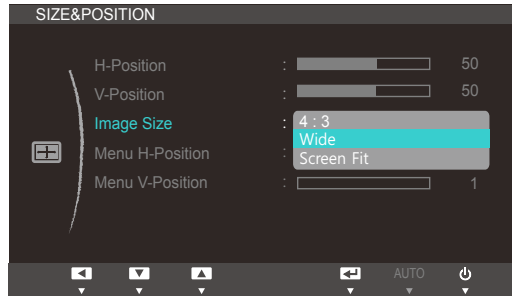 SIZE&POSITION
H-Position : 50
V-Position : 50
Image Size : 4 : 3
Wide
Screen Fit
Menu H-Position :
Menu V-Position : 1
AUTO